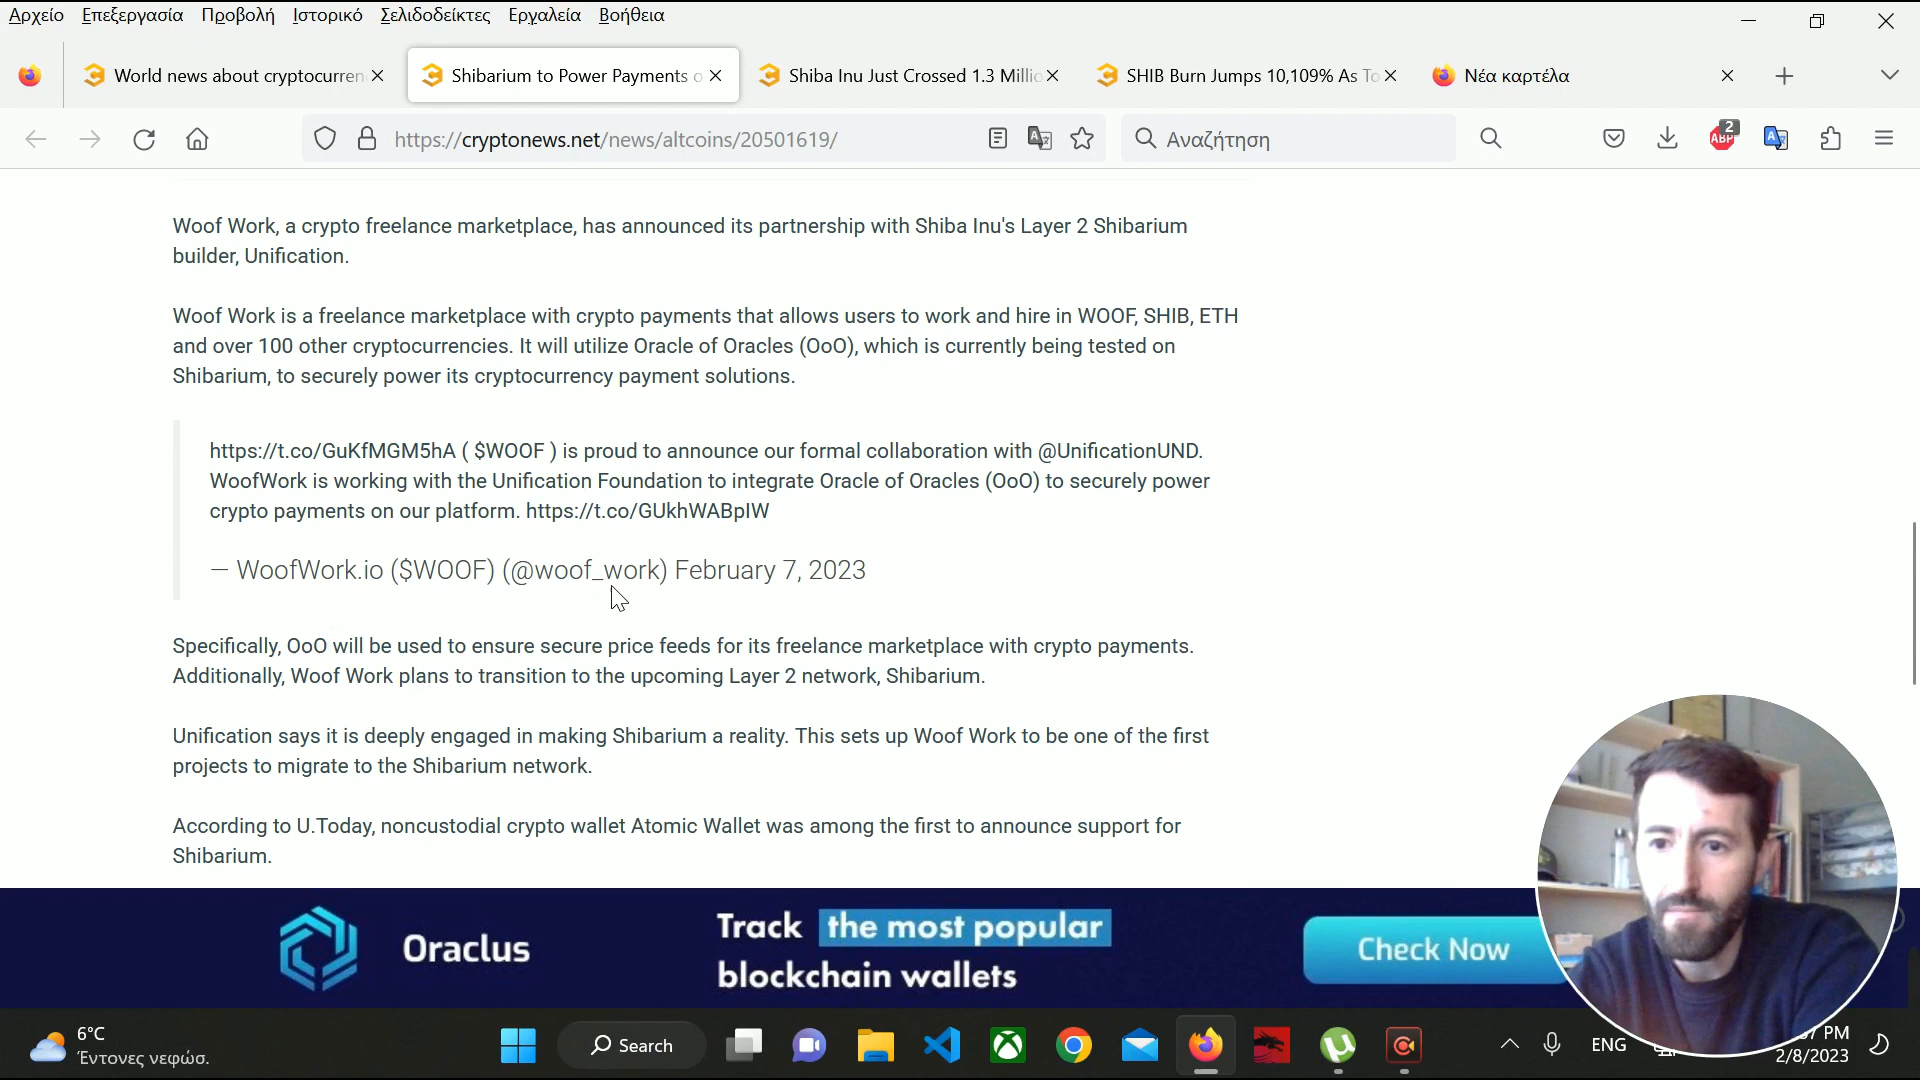 Αρχείο Επεξεργασία Προβολή Ιστορικό Σελιδοδείκτες Εργαλεία Βοήθεια
World news about cryptocurren
Shibarium to Power Payments o
Shiba Inu Just Crossed 1.3 Millio
SHIB Burn Jumps 10,109% As To
Νέα καρτέλα
https://cryptonews.net/news/altcoins/20501619/
Αναζήτηση
2
ABP
Woof Work, a crypto freelance marketplace, has announced its partnership with Shiba Inu's Layer 2 Shibarium
builder, Unification.
Woof Work is a freelance marketplace with crypto payments that allows users to work and hire in WOOF, SHIB, ETH
and over 100 other cryptocurrencies. It will utilize Oracle of Oracles (OoO), which is currently being tested on
Shibarium, to securely power its cryptocurrency payment solutions.
https://t.co/GuKfMGM5hA ( $WOOF ) is proud to announce our formal collaboration with @UnificationUND.
WoofWork is working with the Unification Foundation to integrate Oracle of Oracles (OoO) to securely power
crypto payments on our platform. https://t.co/GUkhWABpIW
— WoofWork.io ($WOOF) (@woof_work) February 7, 2023
Specifically, OoO will be used to ensure secure price feeds for its freelance marketplace with crypto payments.
Additionally, Woof Work plans to transition to the upcoming Layer 2 network, Shibarium.
Unification says it is deeply engaged in making Shibarium a reality. This sets up Woof Work to be one of the first
projects to migrate to the Shibarium network.
According to U.Today, noncustodial crypto wallet Atomic Wallet was among the first to announce support for
Shibarium.
Oraclus
Track the most popular
blockchain wallets
Check Now
6°C
Έντονες νεφώσ.
Search
ENG
7 PM
2/8/2023